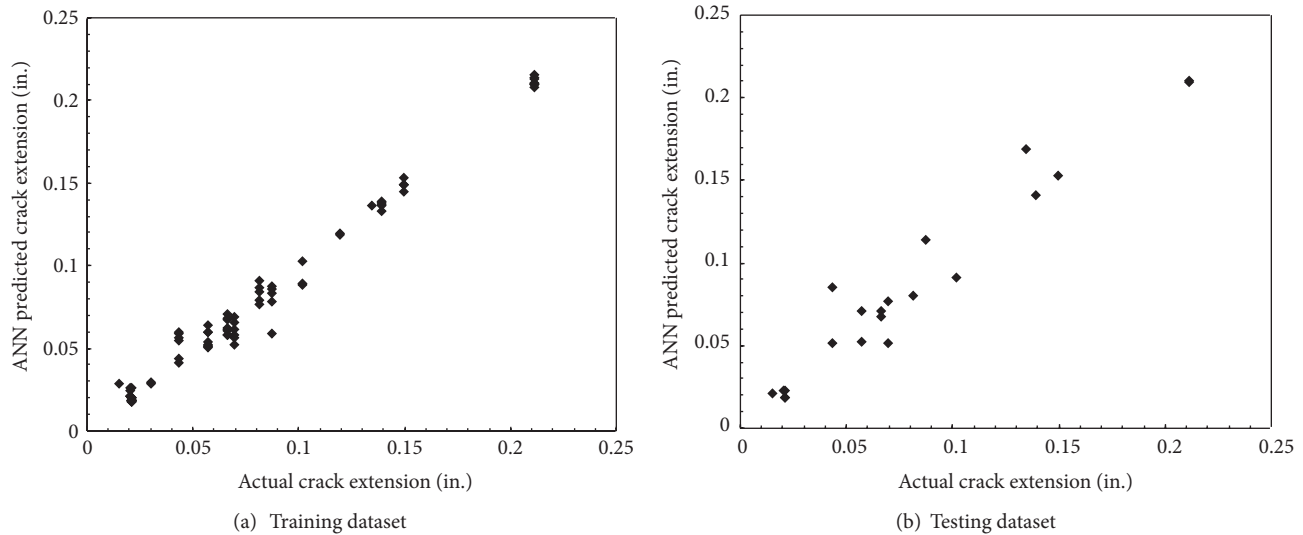 0.25
0.2
0.15
0.1
0.05
0
ANN predicted crack extension (in.)
0 0.05 0.1 0.15 0.2 0.25
Actual crack extension (in.)
(a) Training dataset
0.25
0.2
0.15
0.1
0.05
0
ANN predicted crack extension (in.)
0 0.05 0.1 0.15 0.2 0.25
Actual crack extension (in.)
(b) Testing dataset